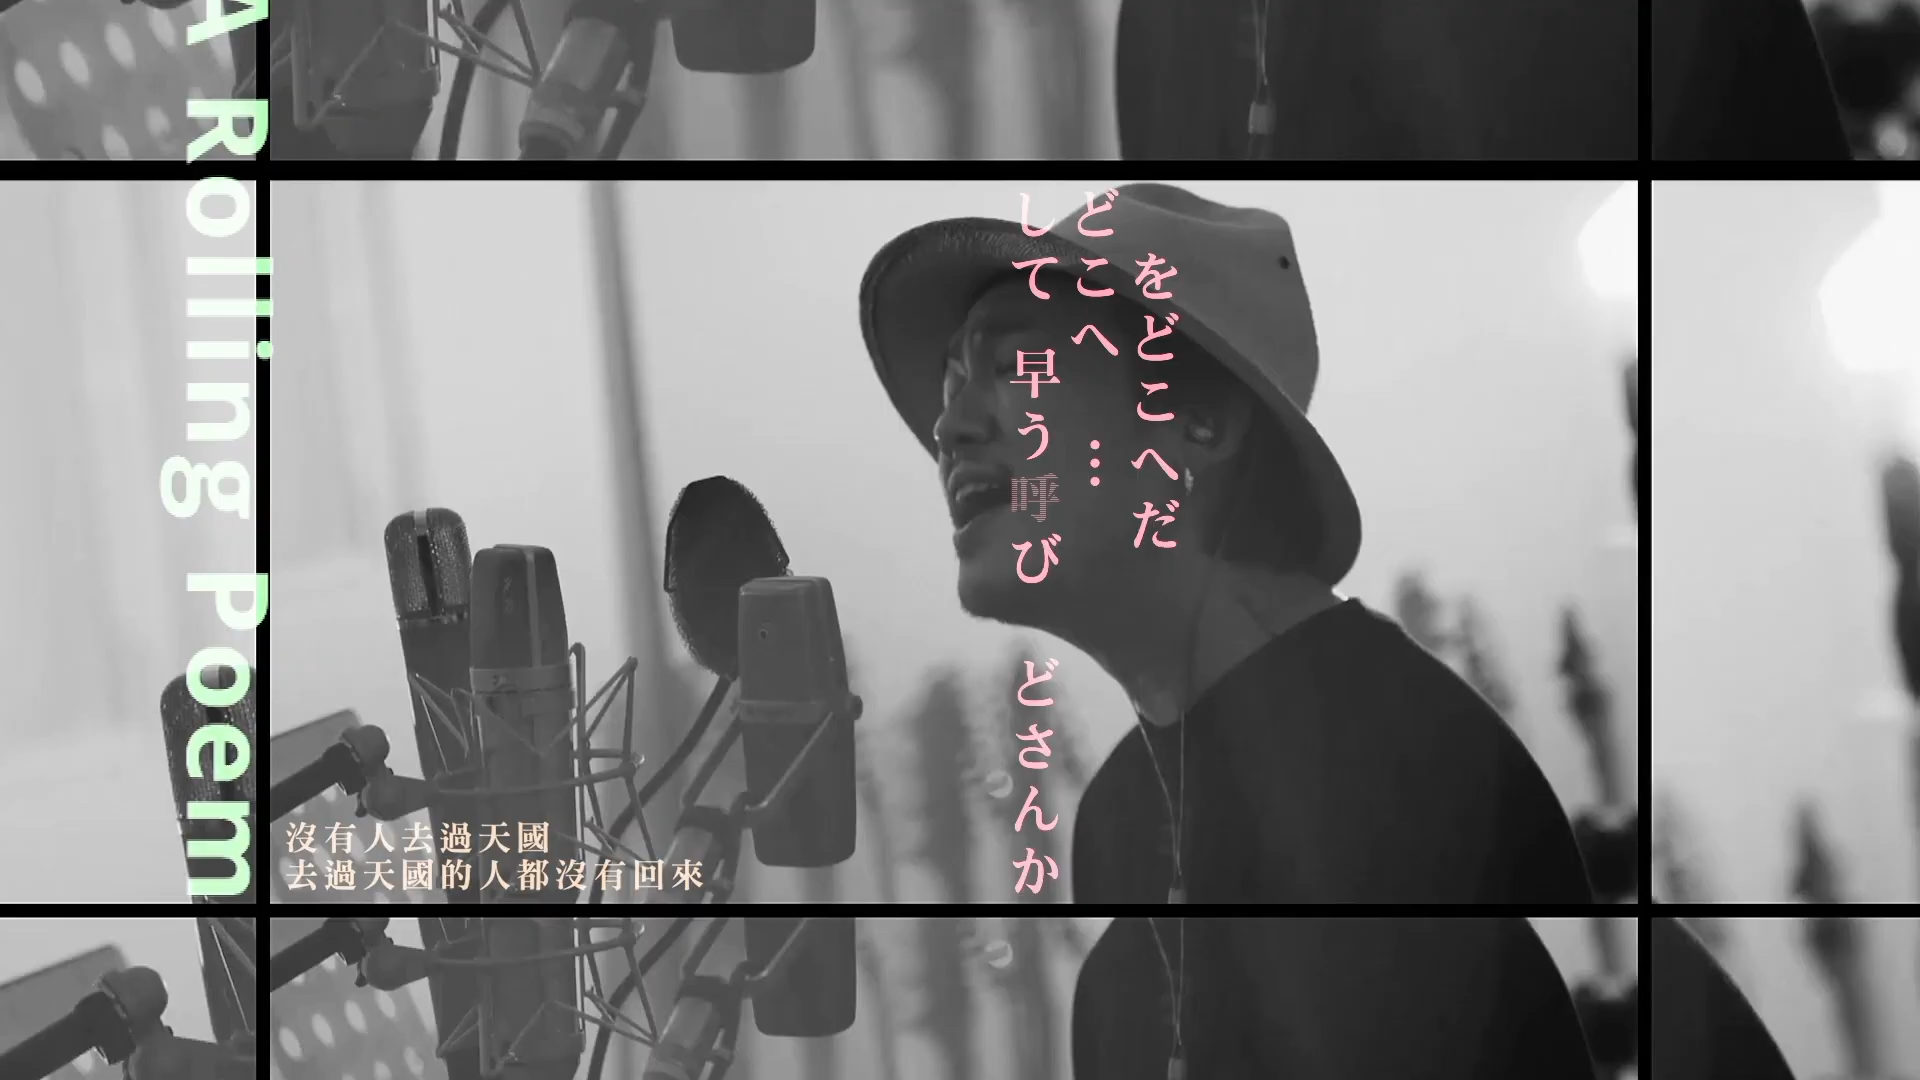 A Rolling Poem
をどこへだ
どこへ …
して 早う呼び どさんか
沒有人去過天國
去過天國的人都沒有回來